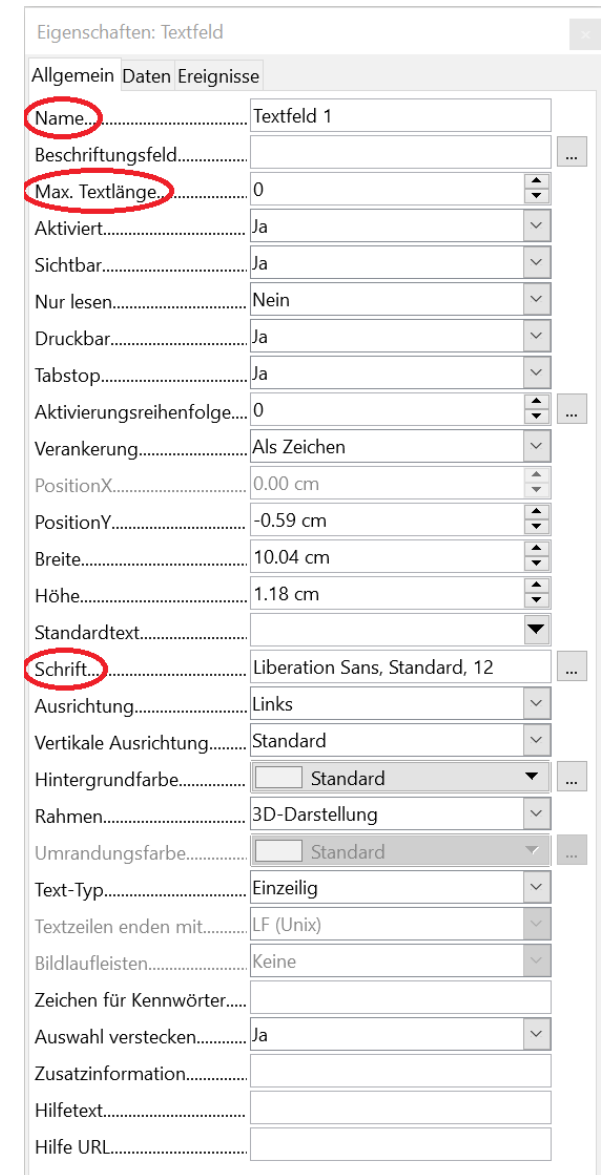 Eigenschaften: Textfeld
Allgemein Daten Ereignisse
Name........................ Textfeld 1
Beschriftungsfeld............... ...
Max. Textlänge............... 0
Aktiviert........................ Ja
Sichtbar........................ Ja
Nur lesen........................ Nein
Druckbar........................ Ja
Tabstop........................ Ja
Aktivierungsreihenfolge.... 0 ...
Verankerung.................. Als Zeichen
PositionX........................ 0.00 cm
PositionY........................ -0.59 cm
Breite........................ 10.04 cm
Höhe........................ 1.18 cm
Standardtext..................
Schrift........................ Liberation Sans, Standard, 12 ...
Ausrichtung.................. Links
Vertikale Ausrichtung......... Standard
Hintergrundfarbe............ Standard ...
Rahmen........................ 3D-Darstellung
Umrandungsfarbe............ Standard ...
Text-Typ........................ Einzeilig
Textzeilen enden mit......... LF (Unix)
Bildlaufleisten.................. Keine
Zeichen für Kennwörter.....
Auswahl verstecken............ Ja
Zusatzinformation............
Hilfetext........................
Hilfe URL........................